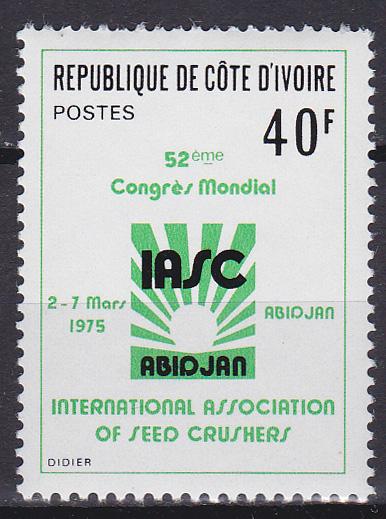 REPUBLIQUE DE CÔTE D'IVOIRE
POSTES
40F
52ème
Congrès Mondial
IASC
2-7 Mars
1975
ABIDJAN
ABIDJAN
INTERNATIONAL ASSOCIATION
OF SEED CRUSHERS
DIDIER